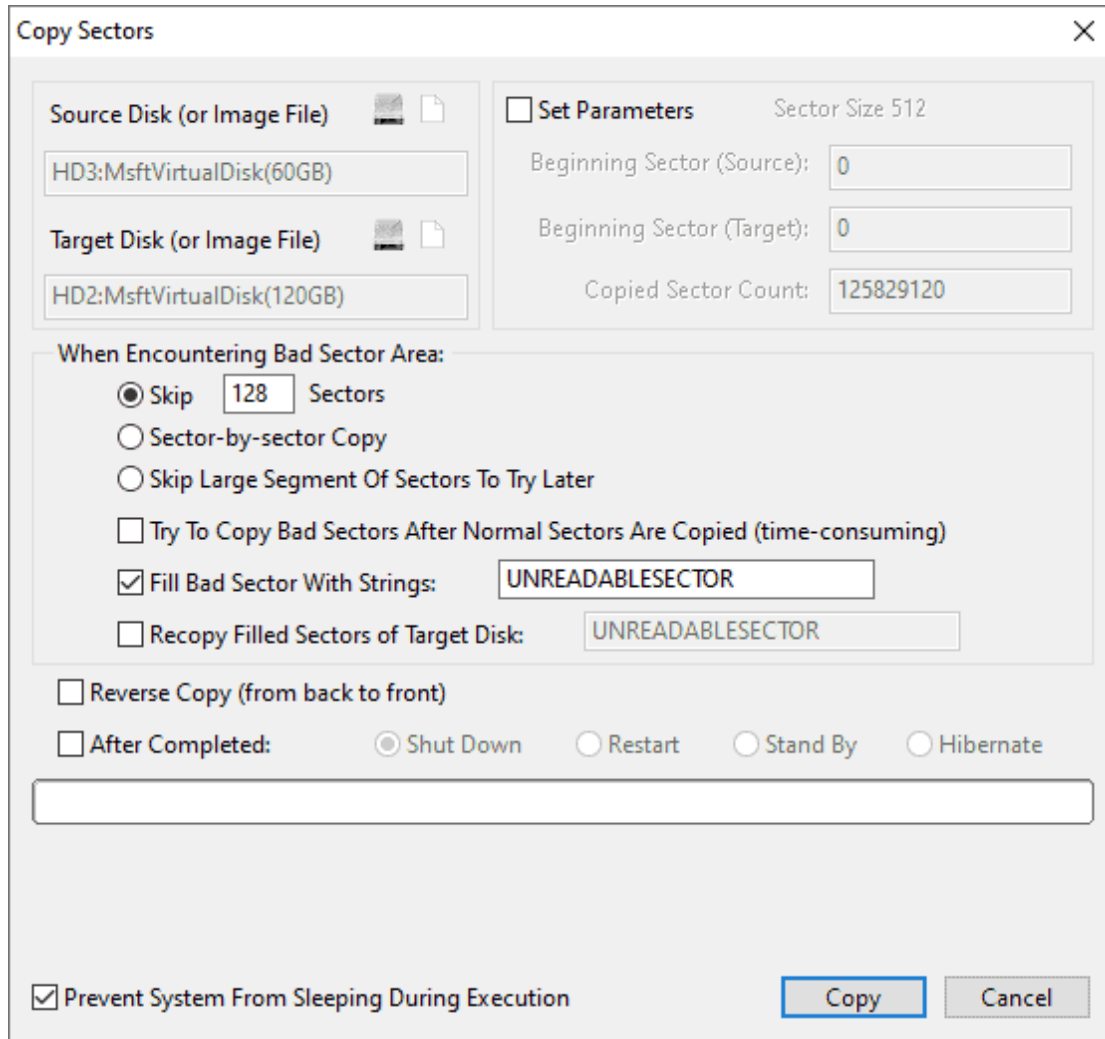 Copy Sectors
Source Disk (or Image File)
HD3:MsftVirtualDisk(60GB)
Target Disk (or Image File)
HD2:MsftVirtualDisk(120GB)
Set Parameters Sector Size 512
Beginning Sector (Source): 0
Beginning Sector (Target): 0
Copied Sector Count: 125829120
When Encountering Bad Sector Area:
Skip 128 Sectors
Sector-by-sector Copy
Skip Large Segment Of Sectors To Try Later
Try To Copy Bad Sectors After Normal Sectors Are Copied (time-consuming)
Fill Bad Sector With Strings: UNREADABLESECTOR
Recopy Filled Sectors of Target Disk: UNREADABLESECTOR
Reverse Copy (from back to front)
After Completed: Shut Down Restart Stand By Hibernate
Prevent System From Sleeping During Execution Copy Cancel